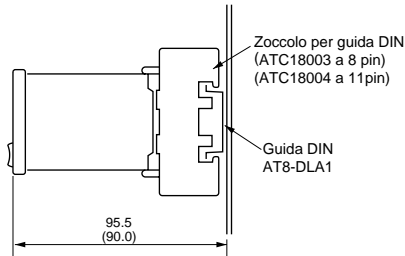 Zoccolo per guida DIN
(ATC18003 a 8 pin)
(ATC18004 a 11pin)
Guida DIN
AT8-DLA1
95.5
(90.0)